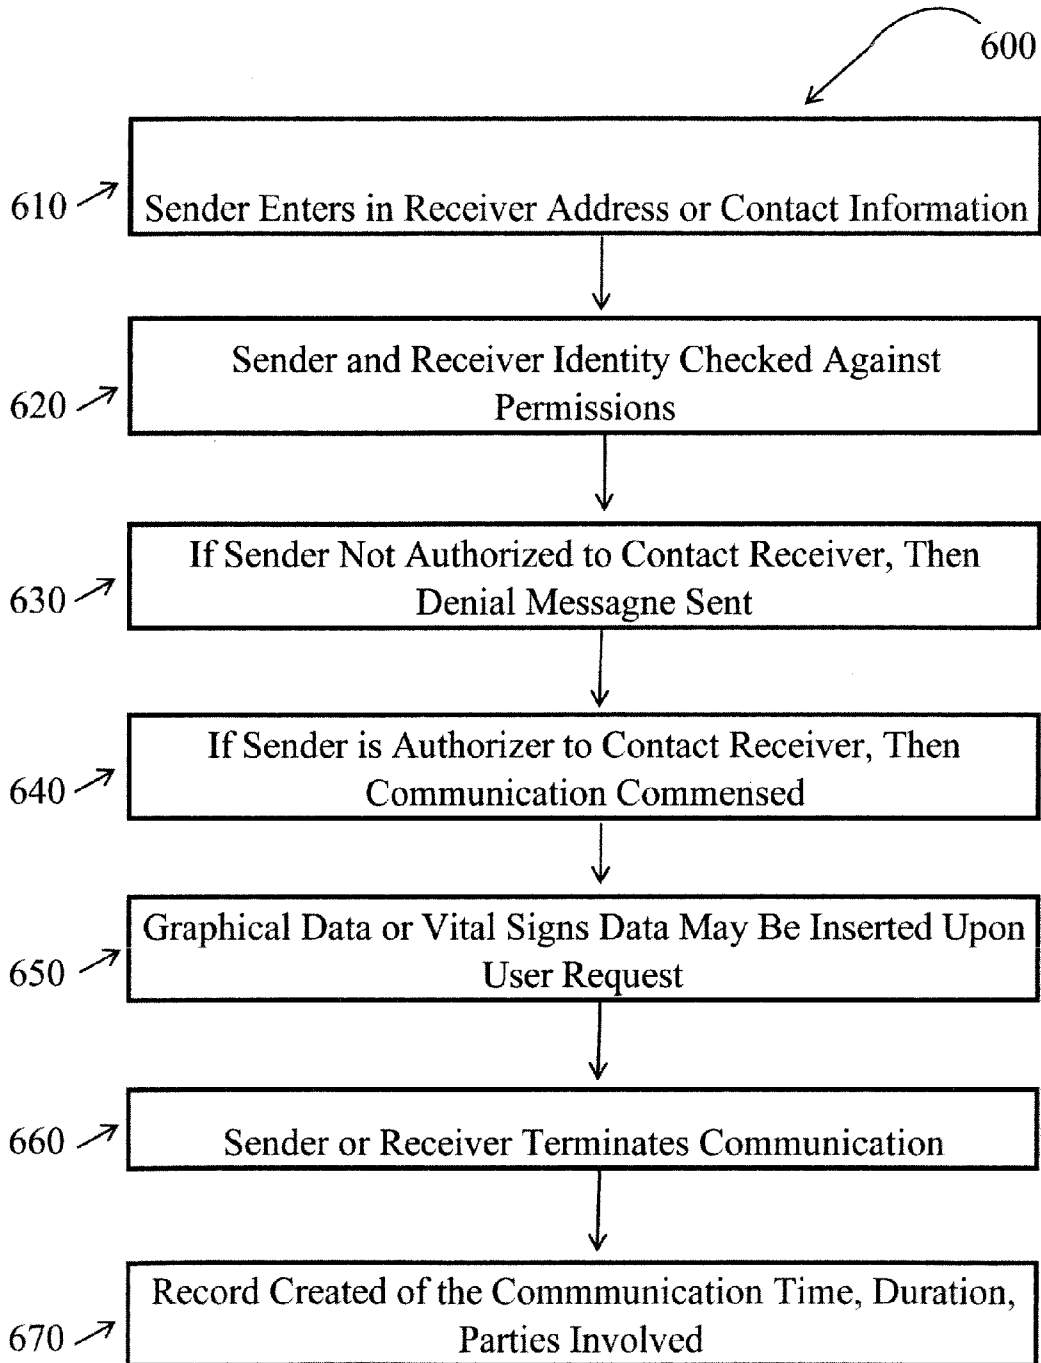 600
610
Sender Enters in Receiver Address or Contact Information
620
Sender and Receiver Identity Checked Against
Permissions
630
If Sender Not Authorized to Contact Receiver, Then
Denial Messagne Sent
640
If Sender is Authorizer to Contact Receiver, Then
Communication Commensed
650
Graphical Data or Vital Signs Data May Be Inserted Upon
User Request
660
Sender or Receiver Terminates Communication
670
Record Created of the Commmunication Time, Duration,
Parties Involved